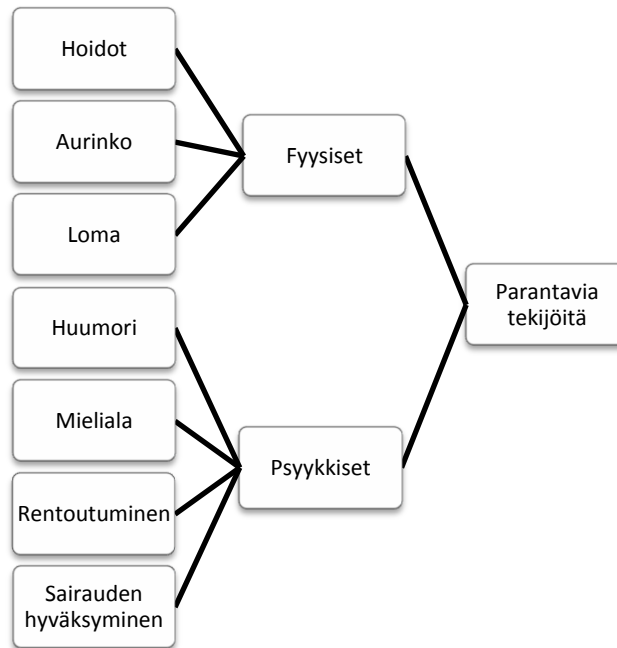 Hoidot
Aurinko
Loma
Huumori
Mieliala
Rentoutuminen
Sairauden
hyväksyminen
Fyysiset
Psyykkiset
Parantavia
tekijöitä